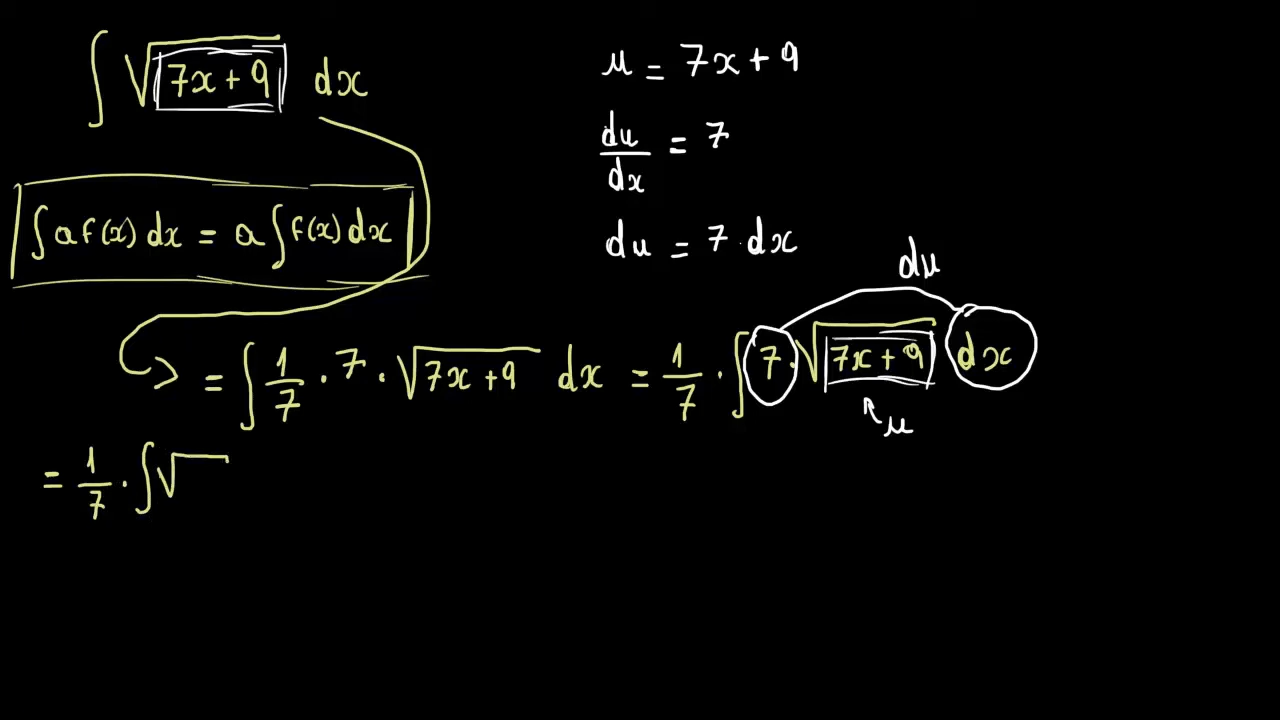 ∫ √(7x + 9) dx
u = 7x + 9
du/dx = 7
∫ a f(x) dx = a ∫ f(x) dx
du = 7 · dx
du
= ∫ 1/7 · 7 · √(7x + 9) dx = 1/7 · ∫ 7 · √(7x + 9) dx
u
= 1/7 · ∫ √